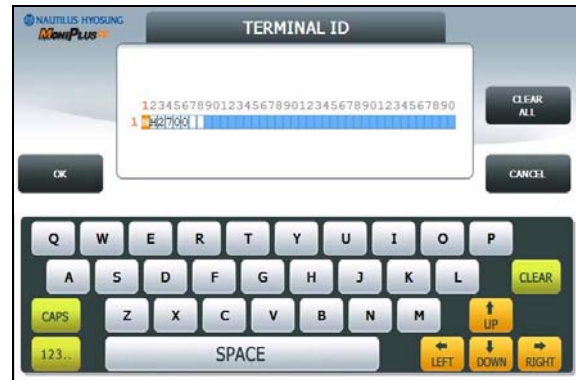 NAUTILUS HYOSUNG
MoniPlus
TERMINAL ID
1234567890123456789012345678901234567890
1 NH2700
CLEAR ALL
OK
CANCEL
Q W E R T Y U I O P
A S D F G H J K L CLEAR
CAPS Z X C V B N M UP
123.. SPACE LEFT DOWN RIGHT